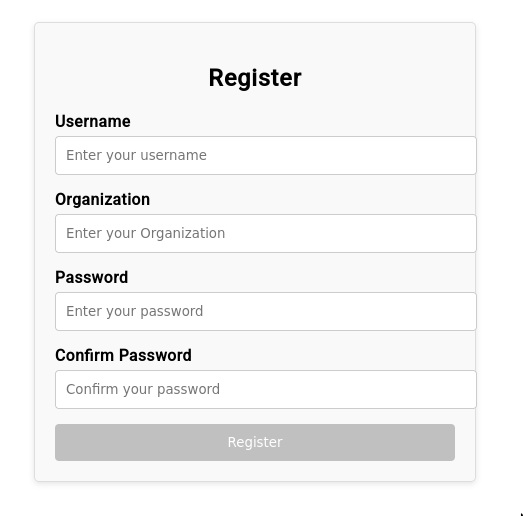 Register
Username
Enter your username
Organization
Enter your Organization
Password
Enter your password
Confirm Password
Confirm your password
Register